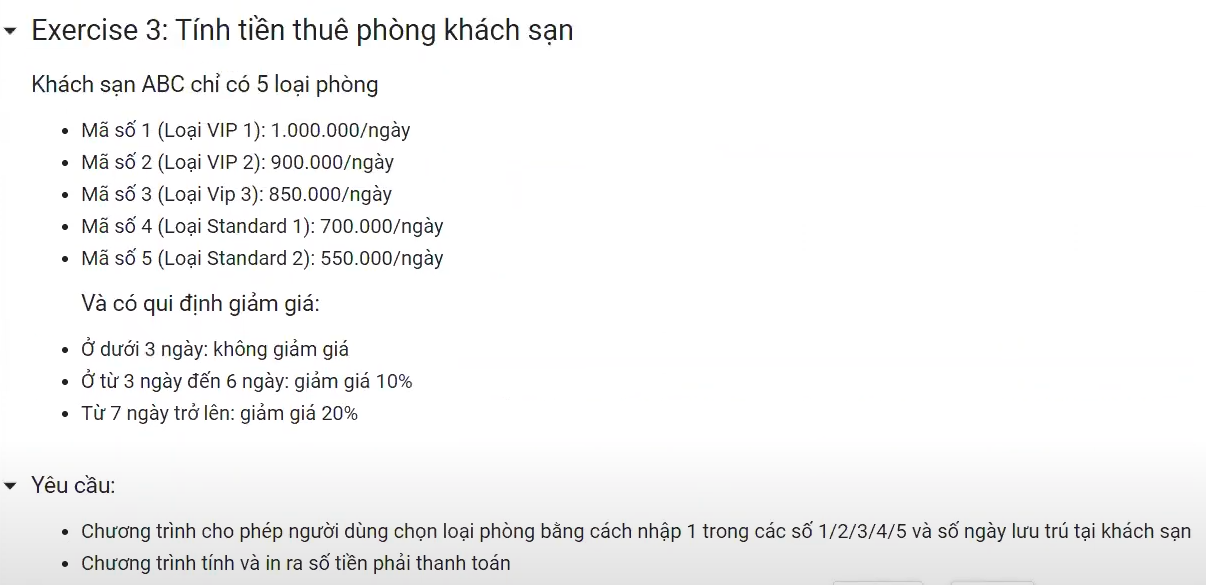 Exercise 3: Tính tiền thuê phòng khách sạn
Khách sạn ABC chỉ có 5 loại phòng
Mã số 1 (Loại VIP 1): 1.000.000/ngày
Mã số 2 (Loại VIP 2): 900.000/ngày
Mã số 3 (Loại Vip 3): 850.000/ngày
Mã số 4 (Loại Standard 1): 700.000/ngày
Mã số 5 (Loại Standard 2): 550.000/ngày
Và có qui định giảm giá:
Ở dưới 3 ngày: không giảm giá
Ở từ 3 ngày đến 6 ngày: giảm giá 10%
Từ 7 ngày trở lên: giảm giá 20%
Yêu cầu:
Chương trình cho phép người dùng chọn loại phòng bằng cách nhập 1 trong các số 1/2/3/4/5 và số ngày lưu trú tại khách sạn
Chương trình tính và in ra số tiền phải thanh toán